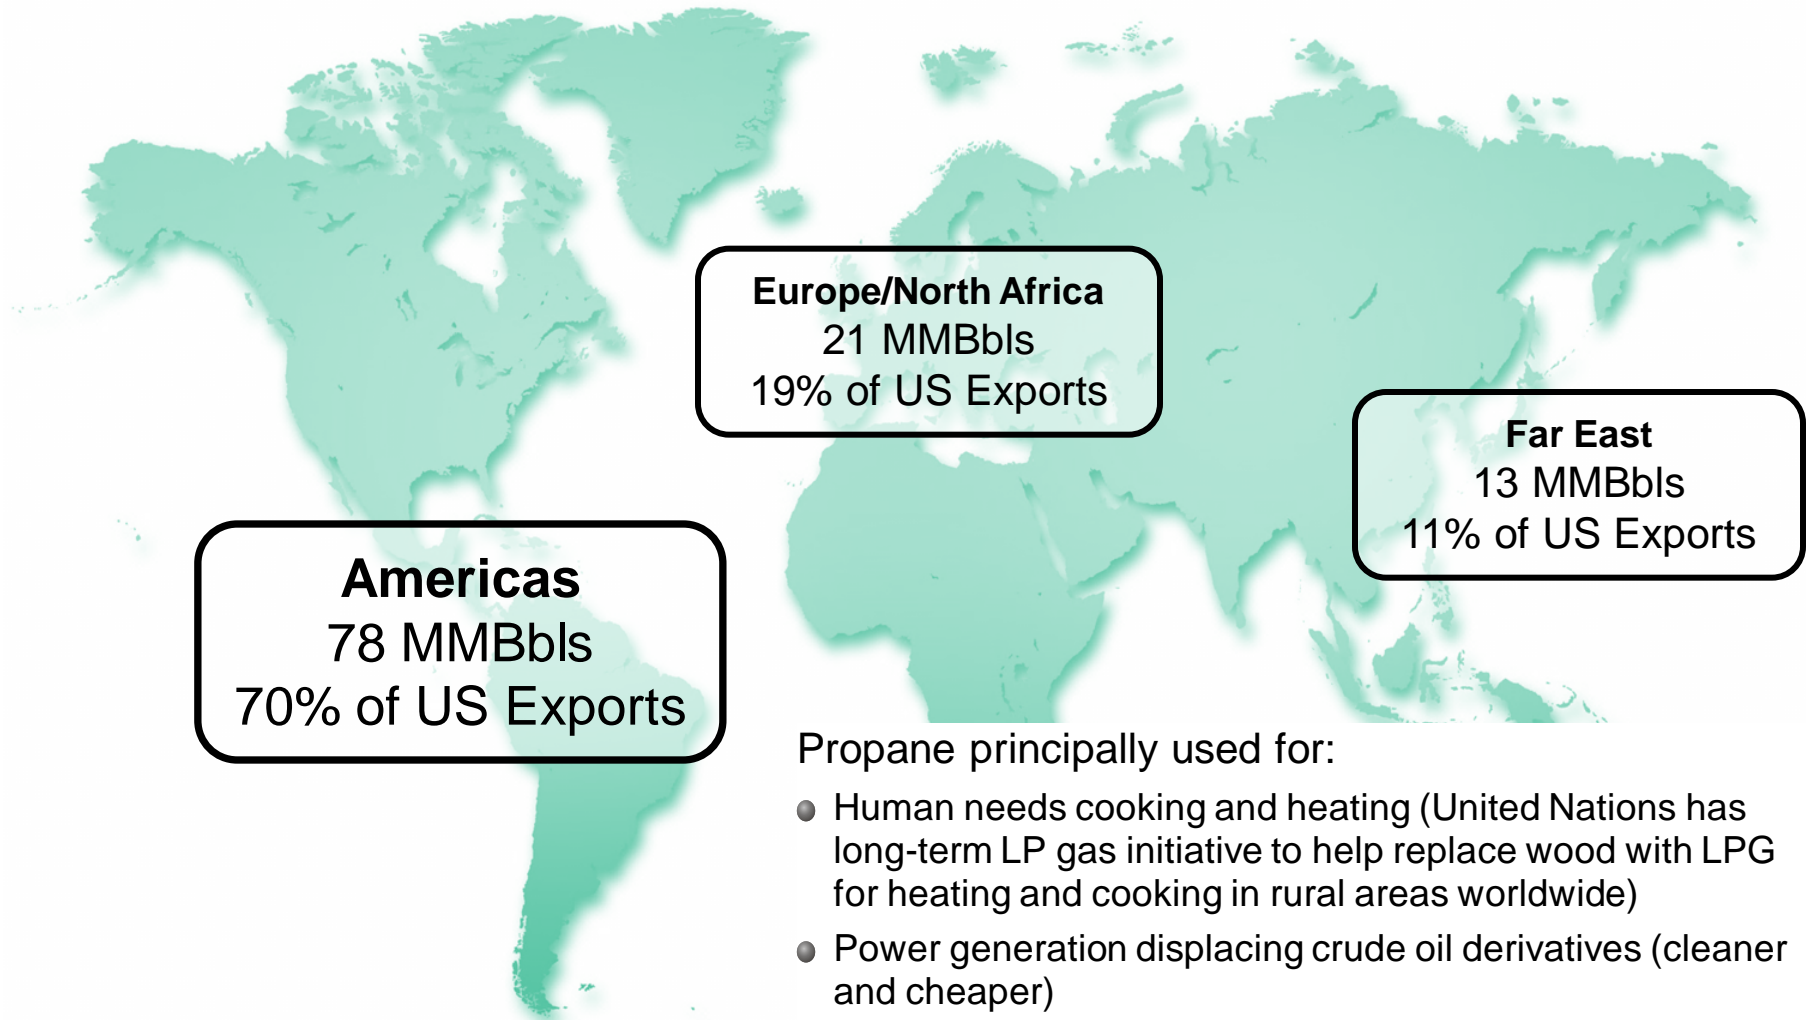 Europe/North Africa
21 MMBbls
19% of US Exports
Far East
13 MMBbls
11% of US Exports
Americas
78 MMBbls
70% of US Exports
Propane principally used for:
Human needs cooking and heating (United Nations has
long-term LP gas initiative to help replace wood with LPG
for heating and cooking in rural areas worldwide)
Power generation displacing crude oil derivatives (cleaner
and cheaper)